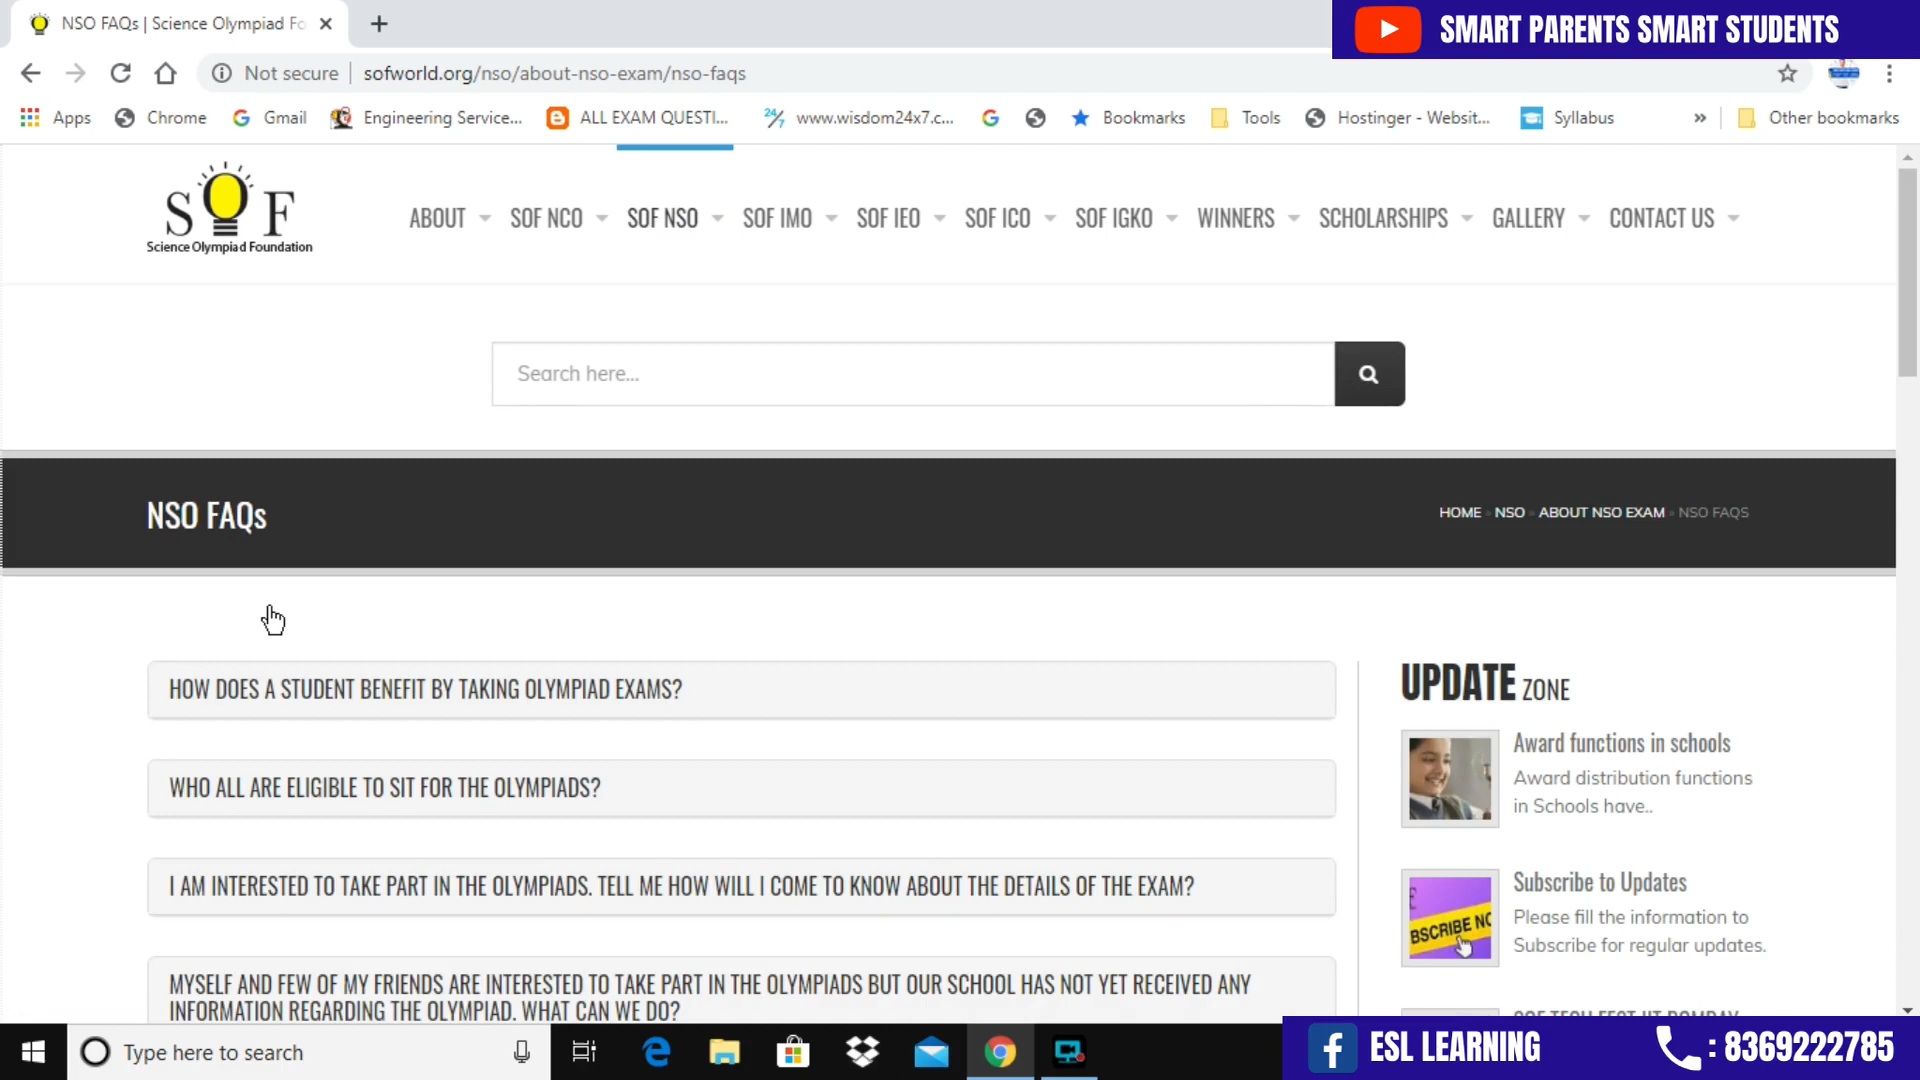 NSO FAQs | Science Olympiad Fo
SMART PARENTS SMART STUDENTS
Not secure
sofworld.org/nso/about-nso-exam/nso-faqs
Apps
Chrome
Gmail
Engineering Service...
ALL EXAM QUESTI...
www.wisdom24x7.c...
Bookmarks
Tools
Hostinger - Websit...
Syllabus
»
Other bookmarks
SOF
Science Olympiad Foundation
ABOUT
SOF NCO
SOF NSO
SOF IMO
SOF IEO
SOF ICO
SOF IGKO
WINNERS
SCHOLARSHIPS
GALLERY
CONTACT US
Search here...
NSO FAQs
HOME » NSO » ABOUT NSO EXAM » NSO FAQS
HOW DOES A STUDENT BENEFIT BY TAKING OLYMPIAD EXAMS?
WHO ALL ARE ELIGIBLE TO SIT FOR THE OLYMPIADS?
I AM INTERESTED TO TAKE PART IN THE OLYMPIADS. TELL ME HOW WILL I COME TO KNOW ABOUT THE DETAILS OF THE EXAM?
MYSELF AND FEW OF MY FRIENDS ARE INTERESTED TO TAKE PART IN THE OLYMPIADS BUT OUR SCHOOL HAS NOT YET RECEIVED ANY
INFORMATION REGARDING THE OLYMPIAD. WHAT CAN WE DO?
UPDATE ZONE
Award functions in schools
Award distribution functions
in Schools have..
BSCRIBE NO
Subscribe to Updates
Please fill the information to
Subscribe for regular updates.
Type here to search
ESL LEARNING
: 8369222785